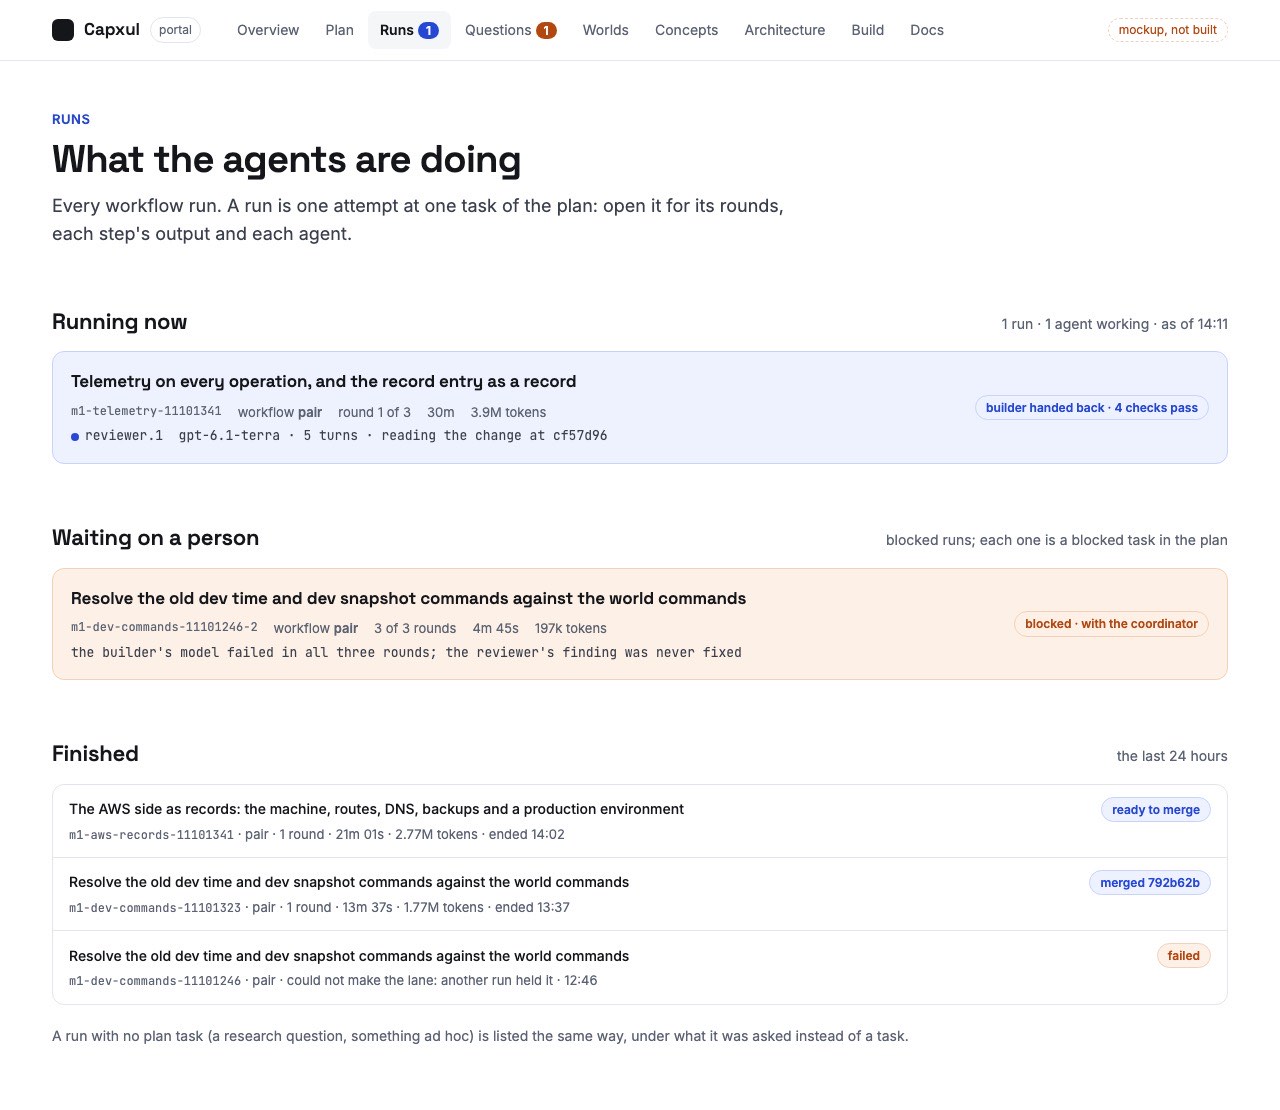 Capxul portal Overview Plan Runs 1 Questions 1 Worlds Concepts Architecture Build Docs mockup, not built
RUNS
What the agents are doing
Every workflow run. A run is one attempt at one task of the plan: open it for its rounds,
each step's output and each agent.
Running now
1 run · 1 agent working · as of 14:11
Telemetry on every operation, and the record entry as a record
m1-telemetry-11101341 workflow pair round 1 of 3 30m 3.9M tokens
reviewer.1 gpt-6.1-terra · 5 turns · reading the change at cf57d96
builder handed back · 4 checks pass
Waiting on a person
blocked runs; each one is a blocked task in the plan
Resolve the old dev time and dev snapshot commands against the world commands
m1-dev-commands-11101246-2 workflow pair 3 of 3 rounds 4m 45s 197k tokens
the builder's model failed in all three rounds; the reviewer's finding was never fixed
blocked · with the coordinator
Finished
the last 24 hours
The AWS side as records: the machine, routes, DNS, backups and a production environment
m1-aws-records-11101341 · pair · 1 round · 21m 01s · 2.77M tokens · ended 14:02
ready to merge
Resolve the old dev time and dev snapshot commands against the world commands
m1-dev-commands-11101323 · pair · 1 round · 13m 37s · 1.77M tokens · ended 13:37
merged 792b62b
Resolve the old dev time and dev snapshot commands against the world commands
m1-dev-commands-11101246 · pair · could not make the lane: another run held it · 12:46
failed
A run with no plan task (a research question, something ad hoc) is listed the same way, under what it was asked instead of a task.